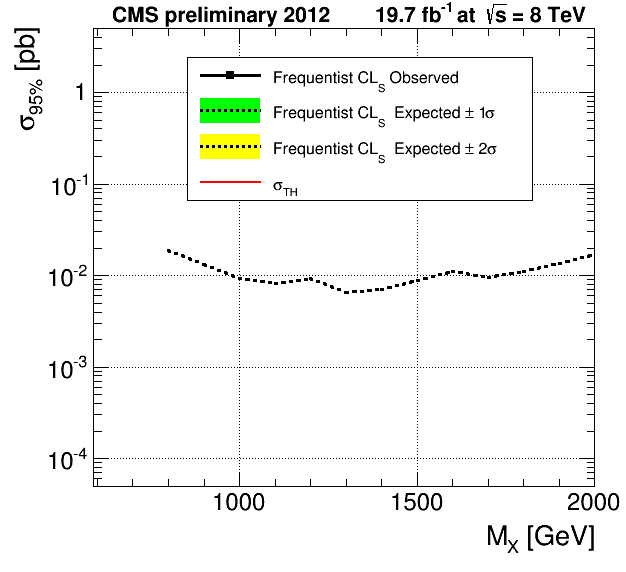 CMS preliminary 2012 19.7 fb⁻¹ at √s = 8 TeV
σ95% [pb]
Frequentist CLS Observed
Frequentist CLS Expected ± 1σ
Frequentist CLS Expected ± 2σ
σTH
1
10⁻¹
10⁻²
10⁻³
10⁻⁴
1000 1500 2000
MX [GeV]